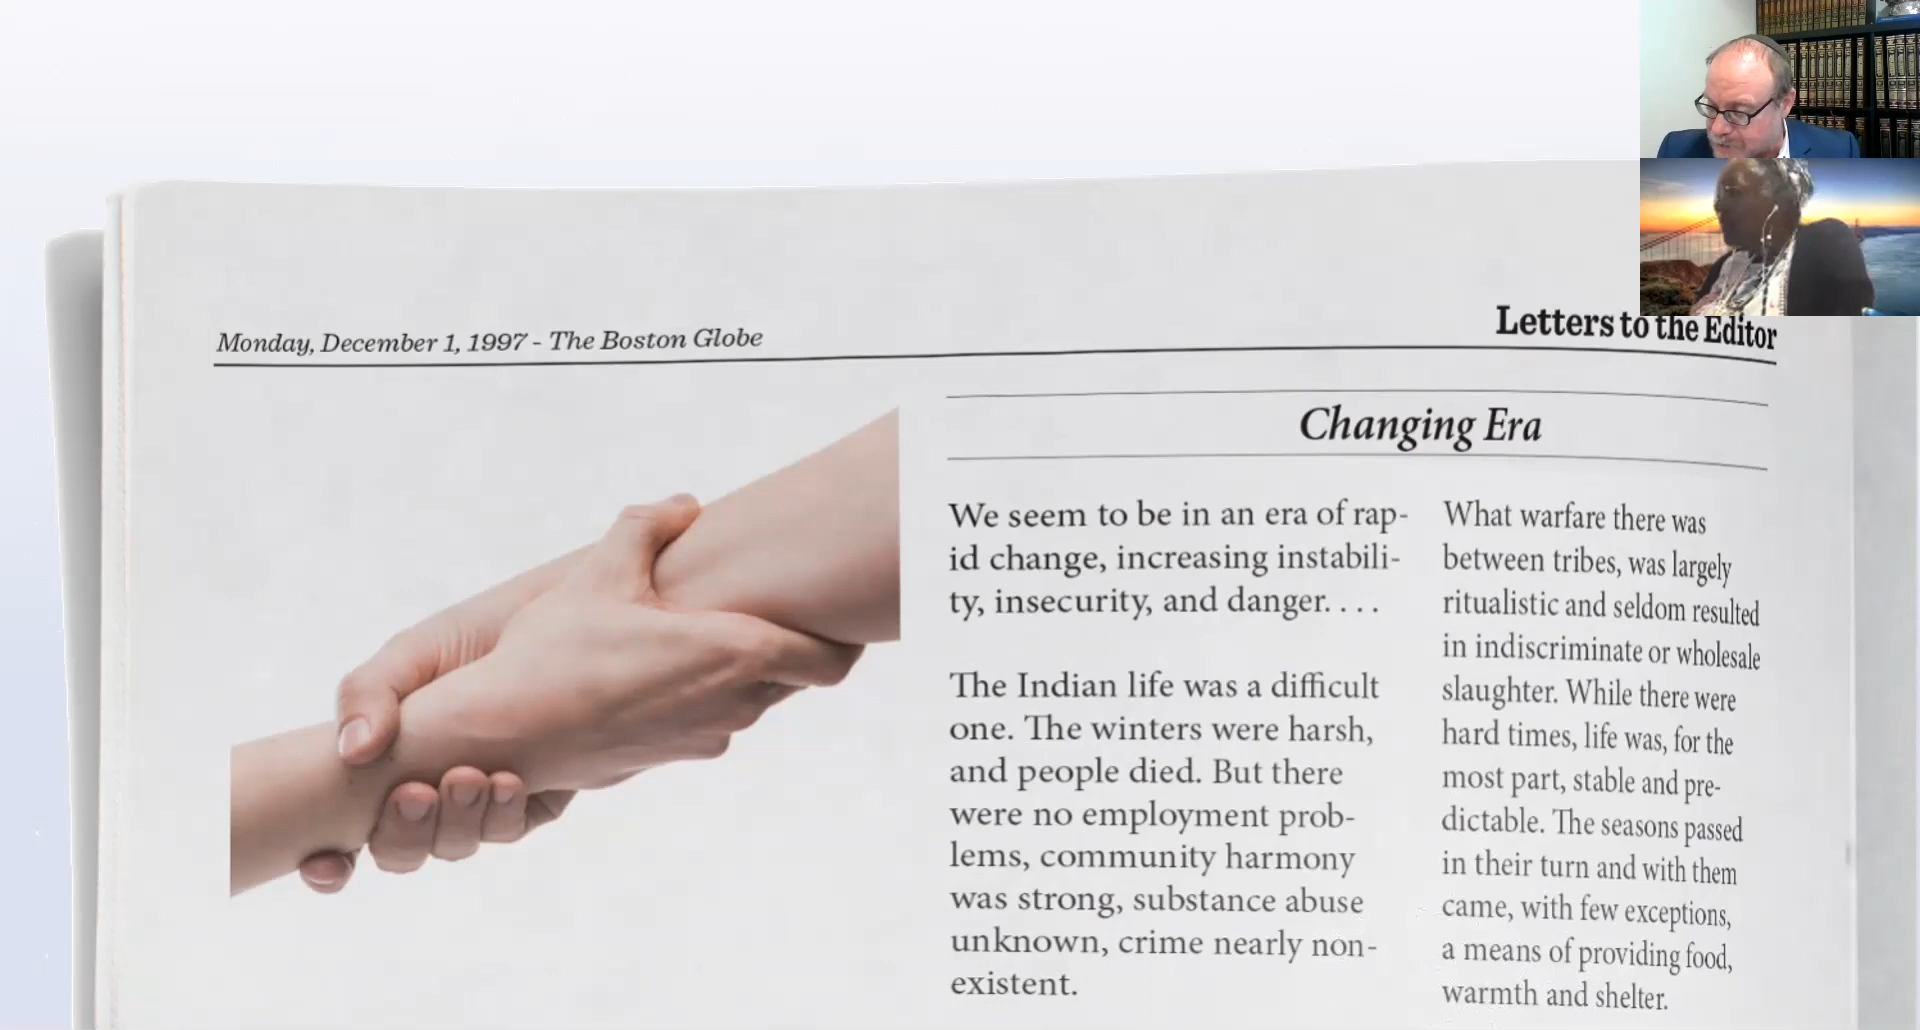 Monday, December 1, 1997 - The Boston Globe
Letters to the Editor
Changing Era
We seem to be in an era of rap-
id change, increasing instabili-
ty, insecurity, and danger. . . .
The Indian life was a difficult
one. The winters were harsh,
and people died. But there
were no employment prob-
lems, community harmony
was strong, substance abuse
unknown, crime nearly non-
existent.
What warfare there was
between tribes, was largely
ritualistic and seldom resulted
in indiscriminate or wholesale
slaughter. While there were
hard times, life was, for the
most part, stable and pre-
dictable. The seasons passed
in their turn and with them
came, with few exceptions,
a means of providing food,
warmth and shelter.